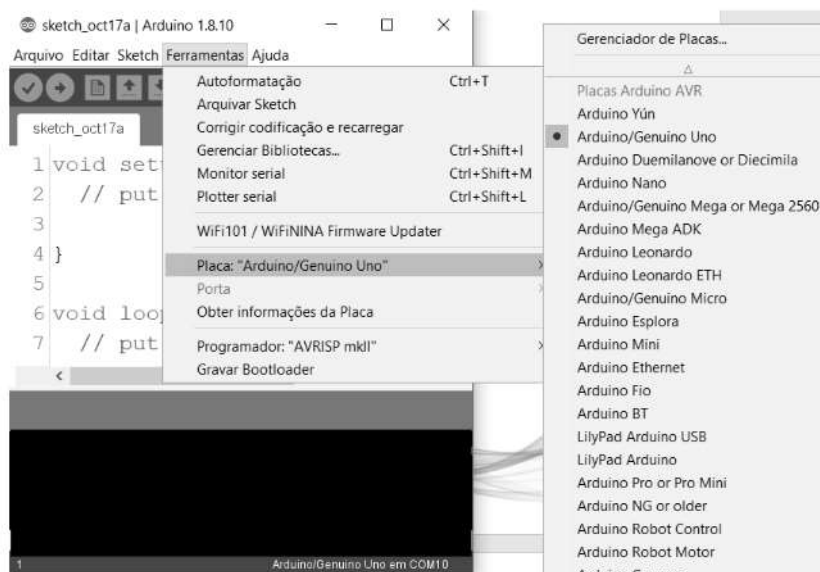 sketch_oct17a | Arduino 1.8.10
Arquivo Editar Sketch Ferramentas Ajuda
sketch_oct17a
1 void set
2 // put
3
4 }
5
6 void loo
7 // put
Autoformatação Ctrl+T
Arquivar Sketch
Corrigir codificação e recarregar
Gerenciar Bibliotecas... Ctrl+Shift+I
Monitor serial Ctrl+Shift+M
Plotter serial Ctrl+Shift+L
WiFi101 / WiFiNINA Firmware Updater
Placa: "Arduino/Genuino Uno"
Porta
Obter informações da Placa
Programador: "AVRISP mkII"
Gravar Bootloader
Gerenciador de Placas...
Placas Arduino AVR
Arduino Yún
Arduino/Genuino Uno
Arduino Duemilanove or Diecimila
Arduino Nano
Arduino/Genuino Mega or Mega 2560
Arduino Mega ADK
Arduino Leonardo
Arduino Leonardo ETH
Arduino/Genuino Micro
Arduino Esplora
Arduino Mini
Arduino Ethernet
Arduino Fio
Arduino BT
LilyPad Arduino USB
LilyPad Arduino
Arduino Pro or Pro Mini
Arduino NG or older
Arduino Robot Control
Arduino Robot Motor
1 Arduino/Genuino Uno em COM10